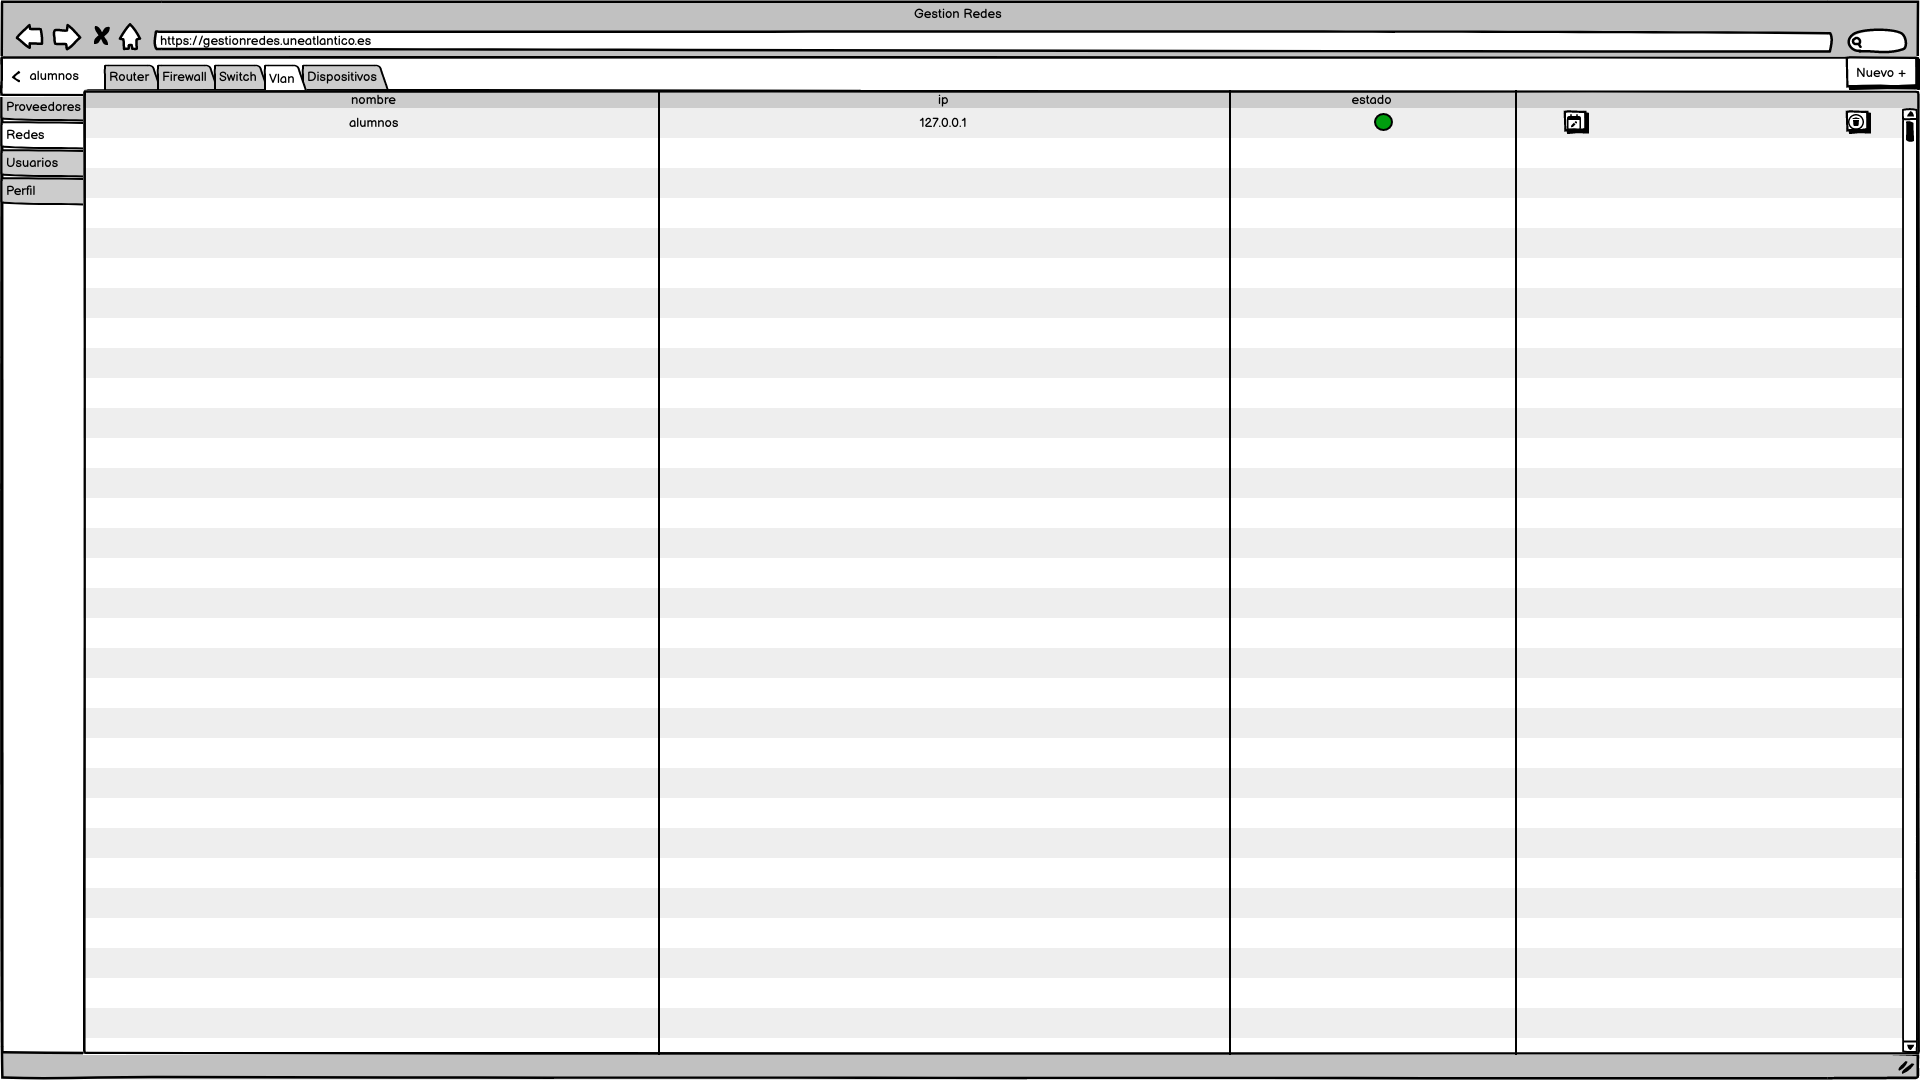 Gestion Redes
https://gestionredes.uneatlantico.es
< alumnos Router Firewall Switch Vlan Dispositivos Nuevo +
Proveedores
Redes
Usuarios
Perfil
nombre ip estado
alumnos 127.0.0.1